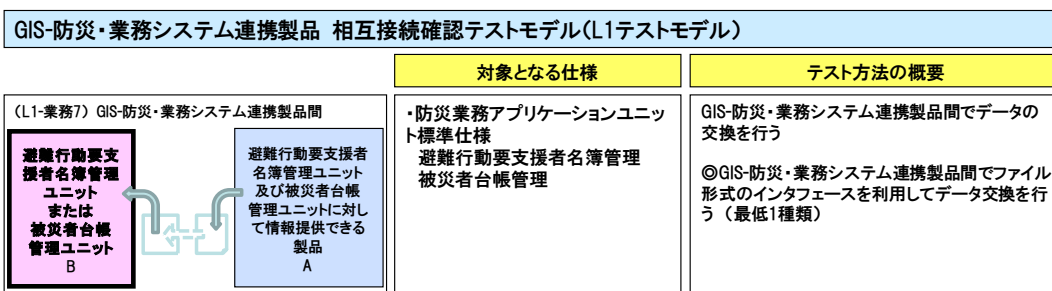 GIS-防災・業務システム連携製品 相互接続確認テストモデル(L1テストモデル)
対象となる仕様
テスト方法の概要
(L1-業務7) GIS-防災・業務システム連携製品間
避難行動要支
援者名簿管理
ユニット
または
被災者台帳
管理ユニット
B
避難行動要支援者
名簿管理ユニット
及び被災者台帳
管理ユニットに対し
て情報提供できる
製品
A
・防災業務アプリケーションユニッ
ト標準仕様
避難行動要支援者名簿管理
被災者台帳管理
GIS-防災・業務システム連携製品間でデータの
交換を行う
◎GIS-防災・業務システム連携製品間でファイル
形式のインタフェースを利用してデータ交換を行
う (最低1種類)